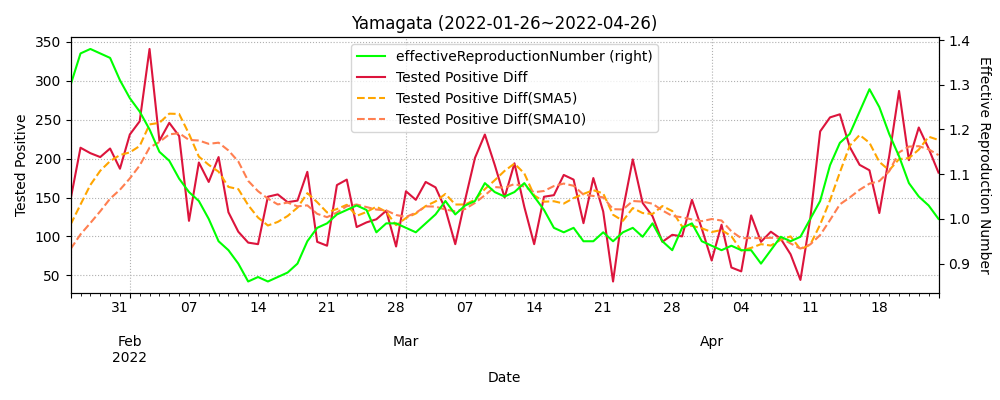 Yamagata (2022-01-26~2022-04-26)
effectiveReproductionNumber (right)
Tested Positive Diff
Tested Positive Diff(SMA5)
Tested Positive Diff(SMA10)
Tested Positive
350
300
250
200
150
100
50
1.4
1.3
1.2
1.1
1.0
0.9
Effective Reproduction Number
31 07 14 21 28 07 14 21 28 04 11 18
Feb Mar Apr
2022
Date